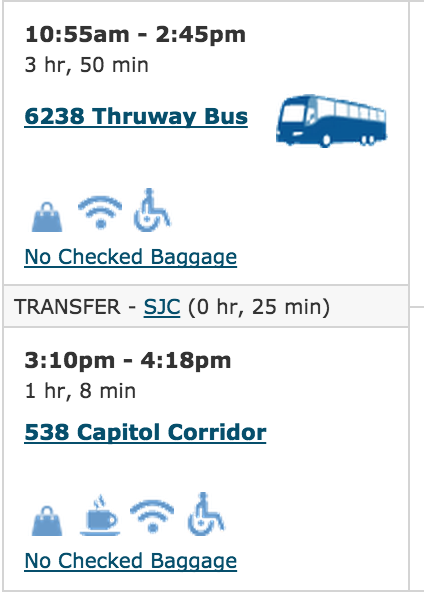 10:55am - 2:45pm
3 hr, 50 min
6238 Thruway Bus
No Checked Baggage
TRANSFER - SJC (0 hr, 25 min)
3:10pm - 4:18pm
1 hr, 8 min
538 Capitol Corridor
No Checked Baggage